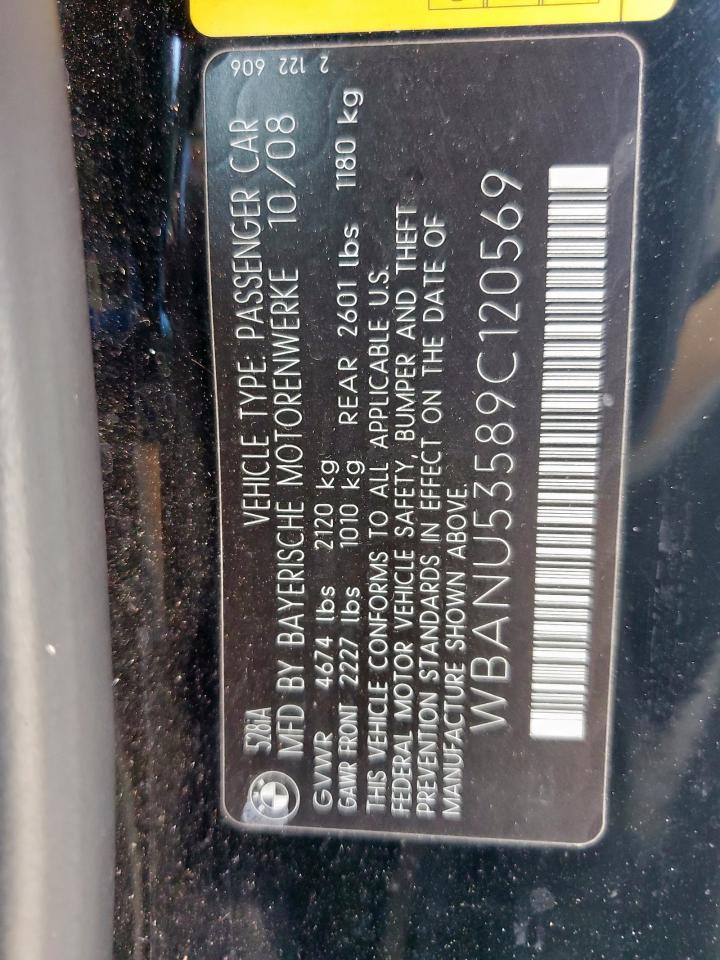 528iA
VEHICLE TYPE: PASSENGER CAR
2 122 606
MFD BY BAYERISCHE MOTORENWERKE 10/08
GVWR 4674 lbs 2120 kg
GAWR FRONT 2227 lbs 1010 kg REAR 2601 lbs 1180 kg
THIS VEHICLE CONFORMS TO ALL APPLICABLE U.S.
FEDERAL MOTOR VEHICLE SAFETY, BUMPER AND THEFT
PREVENTION STANDARDS IN EFFECT ON THE DATE OF
MANUFACTURE SHOWN ABOVE.
WBANU53589C120569